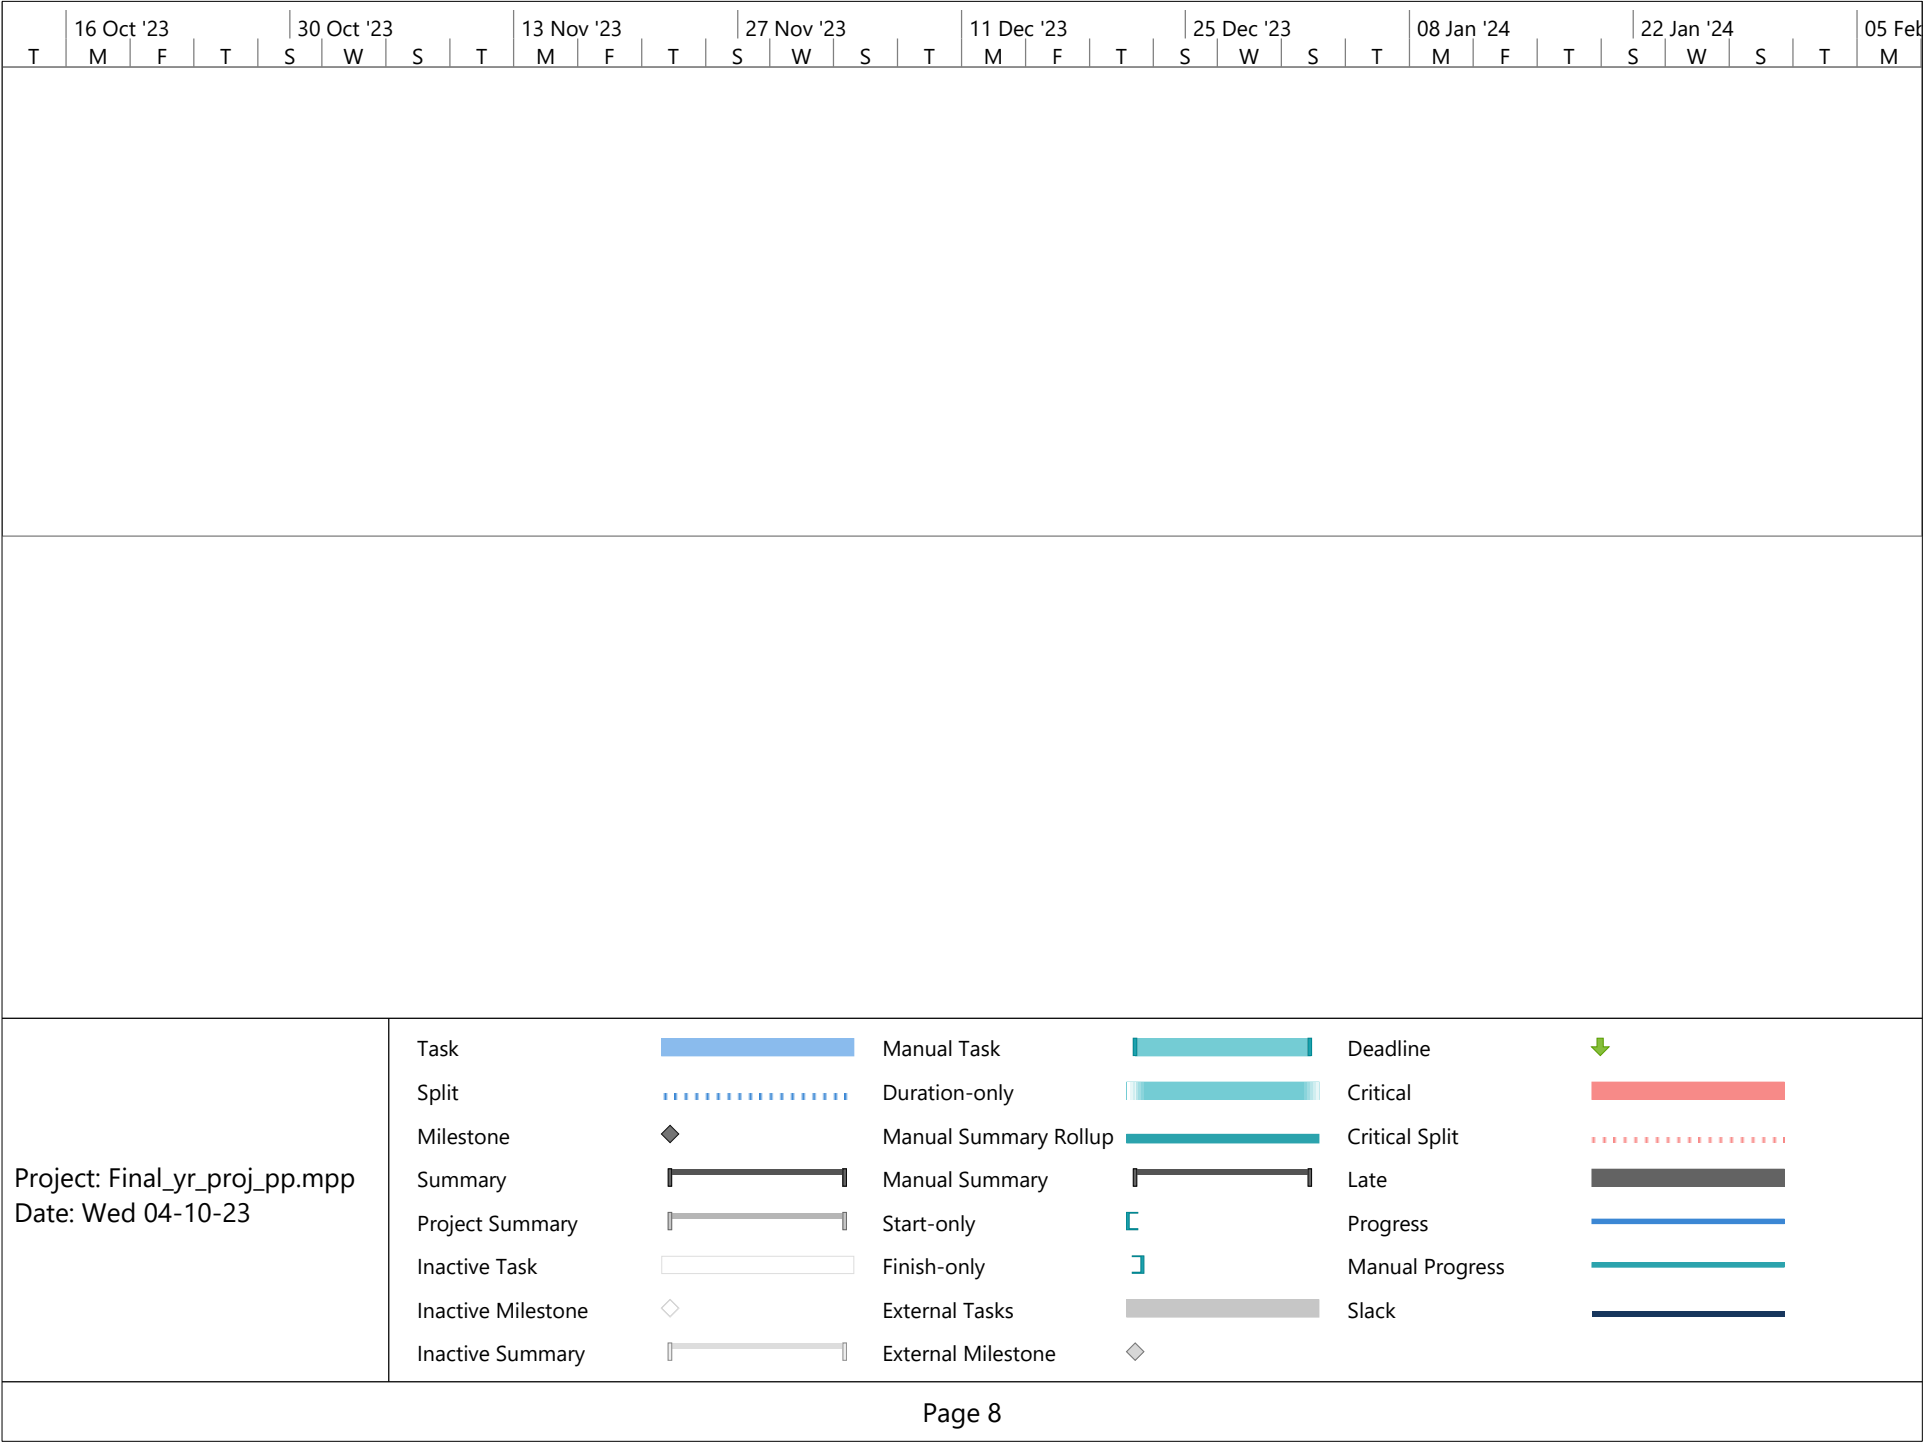 16 Oct '23 30 Oct '23 13 Nov '23 27 Nov '23 11 Dec '23 25 Dec '23 08 Jan '24 22 Jan '24 05 Feb
T M F T S W S T M F T S W S T M F T S W S T M F T S W S T M
Project: Final_yr_proj_pp.mpp
Date: Wed 04-10-23
Task
Split
Milestone
Summary
Project Summary
Inactive Task
Inactive Milestone
Inactive Summary
Manual Task
Duration-only
Manual Summary Rollup
Manual Summary
Start-only
Finish-only
External Tasks
External Milestone
Deadline
Critical
Critical Split
Late
Progress
Manual Progress
Slack
Page 8